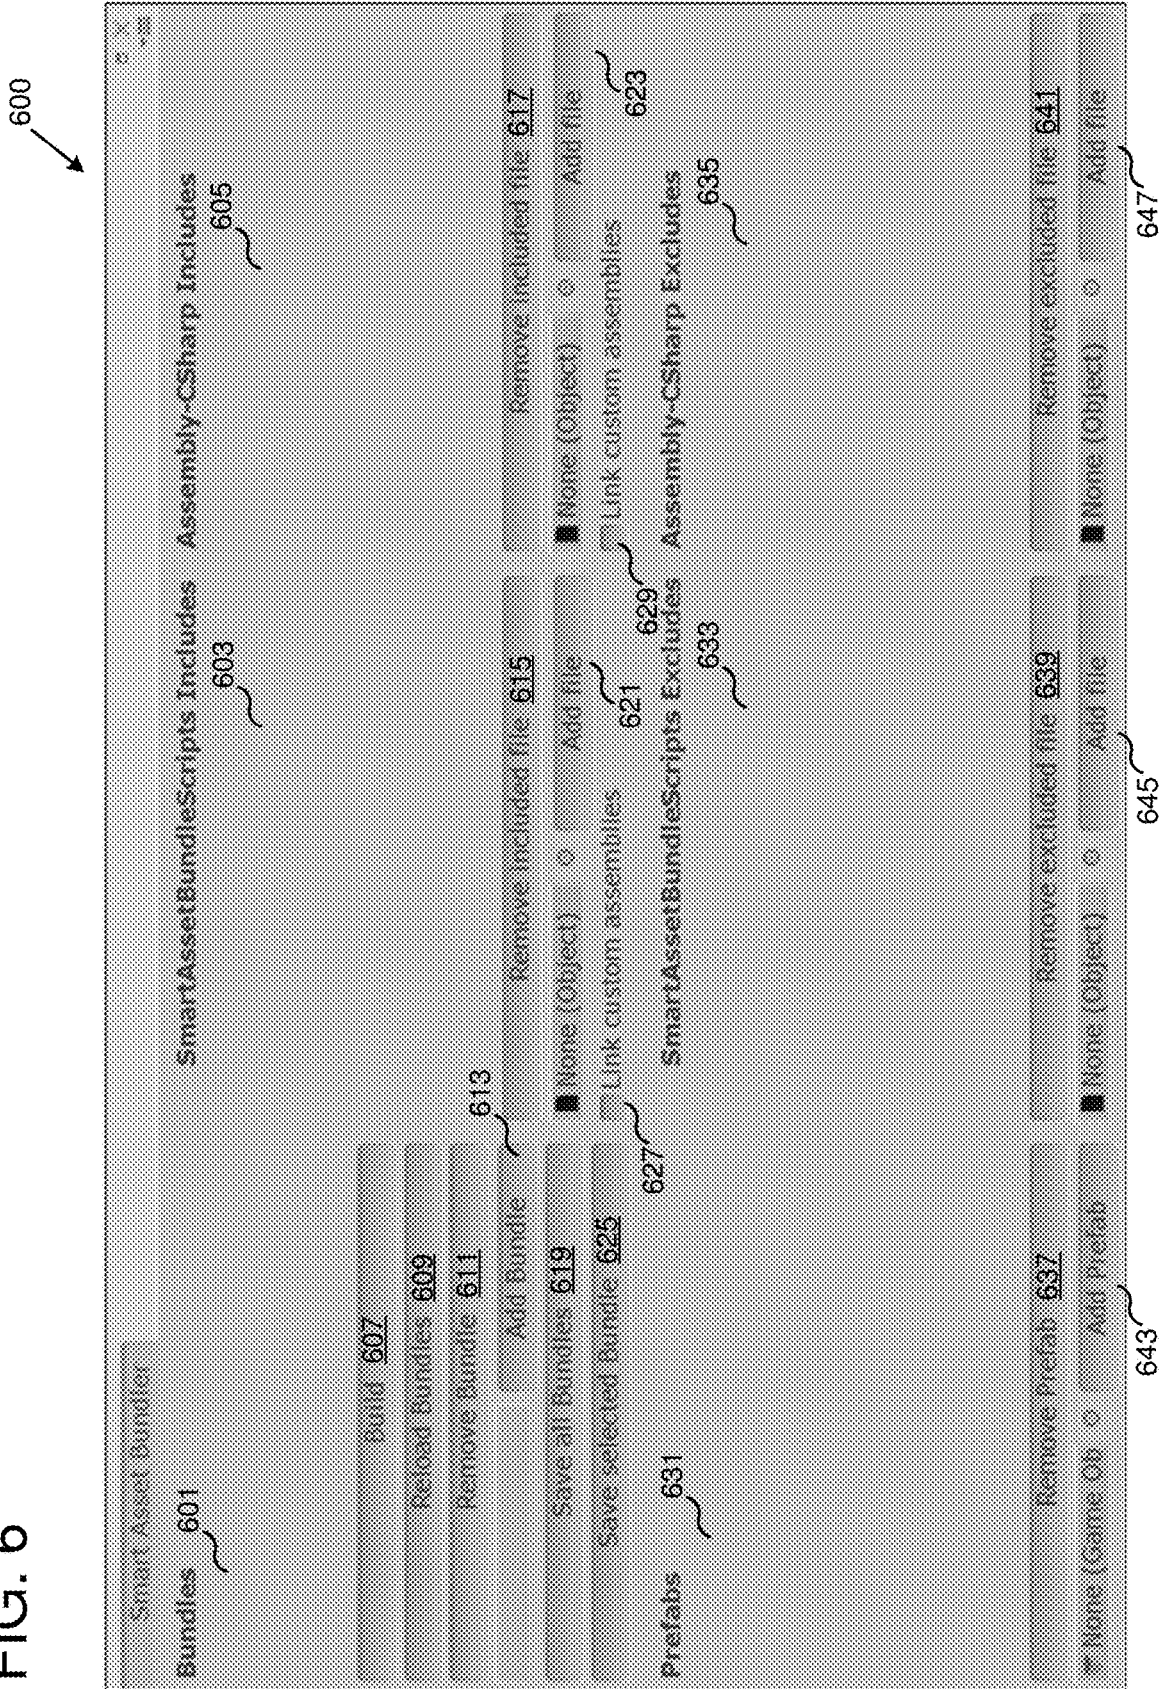 FIG. 6
600
Smart Asset Bundler
Bundles 601
SmartAssetBundleScripts Includes
603
Assembly-CSharp Includes
605
Build 607
Reload Bundles 609
Remove Bundle 611
Add Bundle
613
Remove included file 615
Remove included file 617
Save all Bundles 619
None (Object)
Add file
621
None (Object)
Add file
623
Save selected Bundle 625
Link custom assemblies
627
Link custom assemblies
629
Prefabs
631
SmartAssetBundleScripts Excludes
633
Assembly-CSharp Excludes
635
Remove Prefab 637
Remove excluded file 639
Remove excluded file 641
None (Game Ob
Add Prefab
643
None (Object)
Add file
645
None (Object)
Add file
647